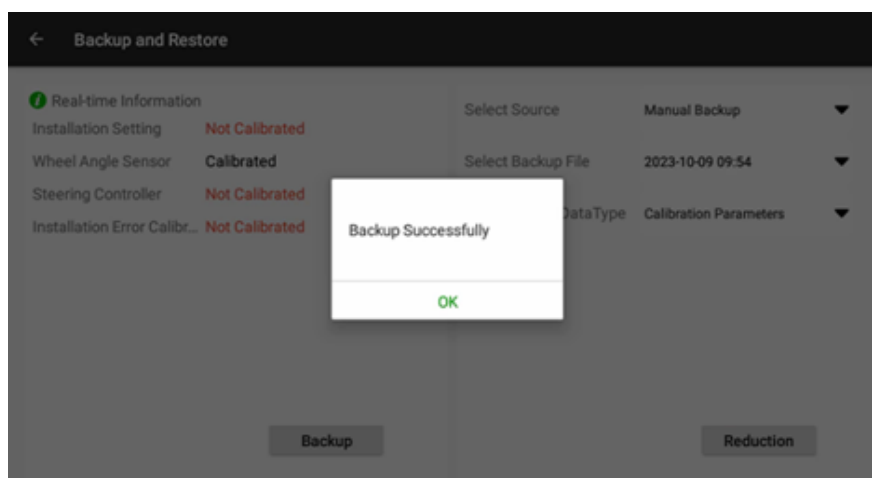 Backup and Restore
Real-time Information
Installation Setting Not Calibrated
Wheel Angle Sensor Calibrated
Steering Controller Not Calibrated
Installation Error Calibr... Not Calibrated
Select Source Manual Backup
Select Backup File 2023-10-09 09:54
DataType Calibration Parameters
Backup Successfully
OK
Backup
Reduction